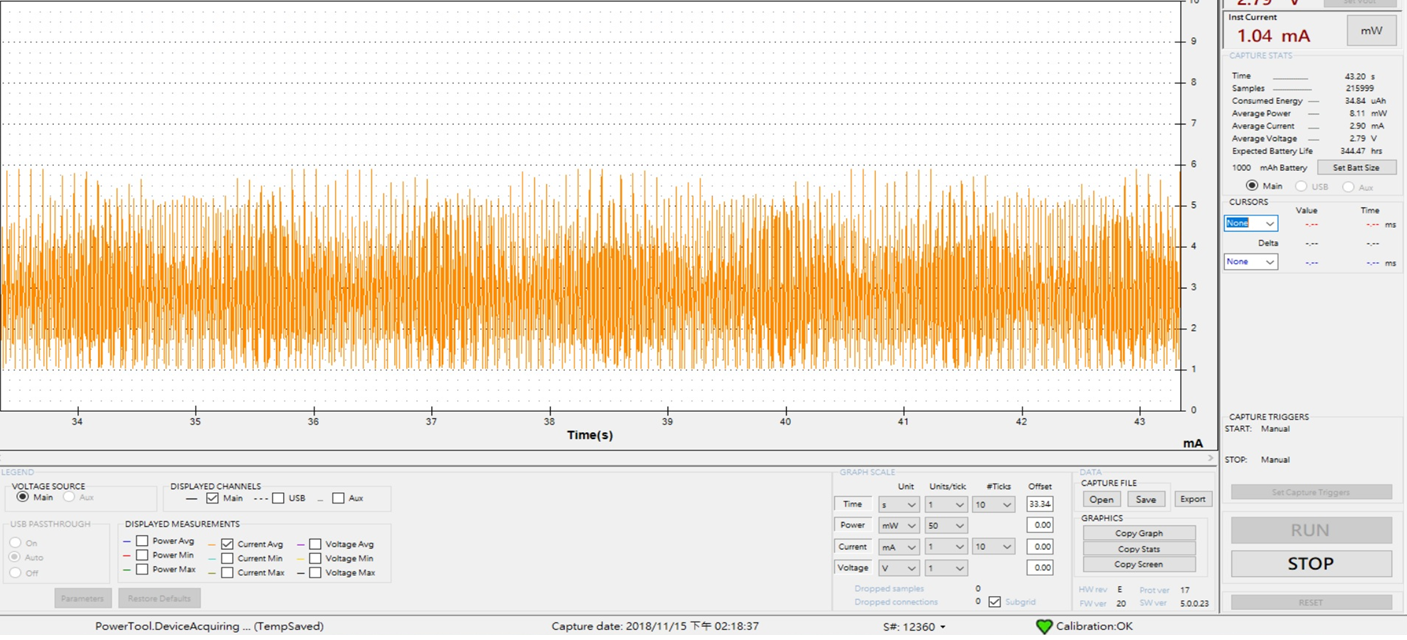 10
2.79 V
Set Vout
Inst Current
1.04 mA
mW
CAPTURE STATS
Time 43.20 s
Samples 215999
Consumed Energy 34.84 uAh
Average Power 8.11 mW
Average Current 2.90 mA
Average Voltage 2.79 V
Expected Battery Life 344.47 hrs
1000 mAh Battery Set Batt Size
Main USB Aux
CURSORS
Value Time
None -.-- -.-- ms
Delta -.-- -.--
None -.-- -.-- ms
9
8
7
6
5
4
3
2
1
0
34 35 36 37 38 39 40 41 42 43
Time(s)
mA
CAPTURE TRIGGERS
START: Manual
STOP: Manual
Set Capture Triggers
RUN
STOP
RESET
LEGEND
VOLTAGE SOURCE
Main Aux
DISPLAYED CHANNELS
Main USB Aux
USB PASSTHROUGH
On
Auto
Off
DISPLAYED MEASUREMENTS
Power Avg Current Avg Voltage Avg
Power Min Current Min Voltage Min
Power Max Current Max Voltage Max
Parameters Restore Defaults
GRAPH SCALE
Unit Units/tick #Ticks Offset
Time s 1 10 33.34
Power mW 50 0.00
Current mA 1 10 0.00
Voltage V 1 0.00
Dropped samples 0
Dropped connections 0 Subgrid
DATA
CAPTURE FILE
Open Save Export
GRAPHICS
Copy Graph
Copy Stats
Copy Screen
HW rev E Prot ver 17
FW ver 20 SW ver 5.0.0.23
PowerTool.DeviceAcquiring ... (TempSaved) Capture date: 2018/11/15 下午 02:18:37 S#: 12360 Calibration:OK